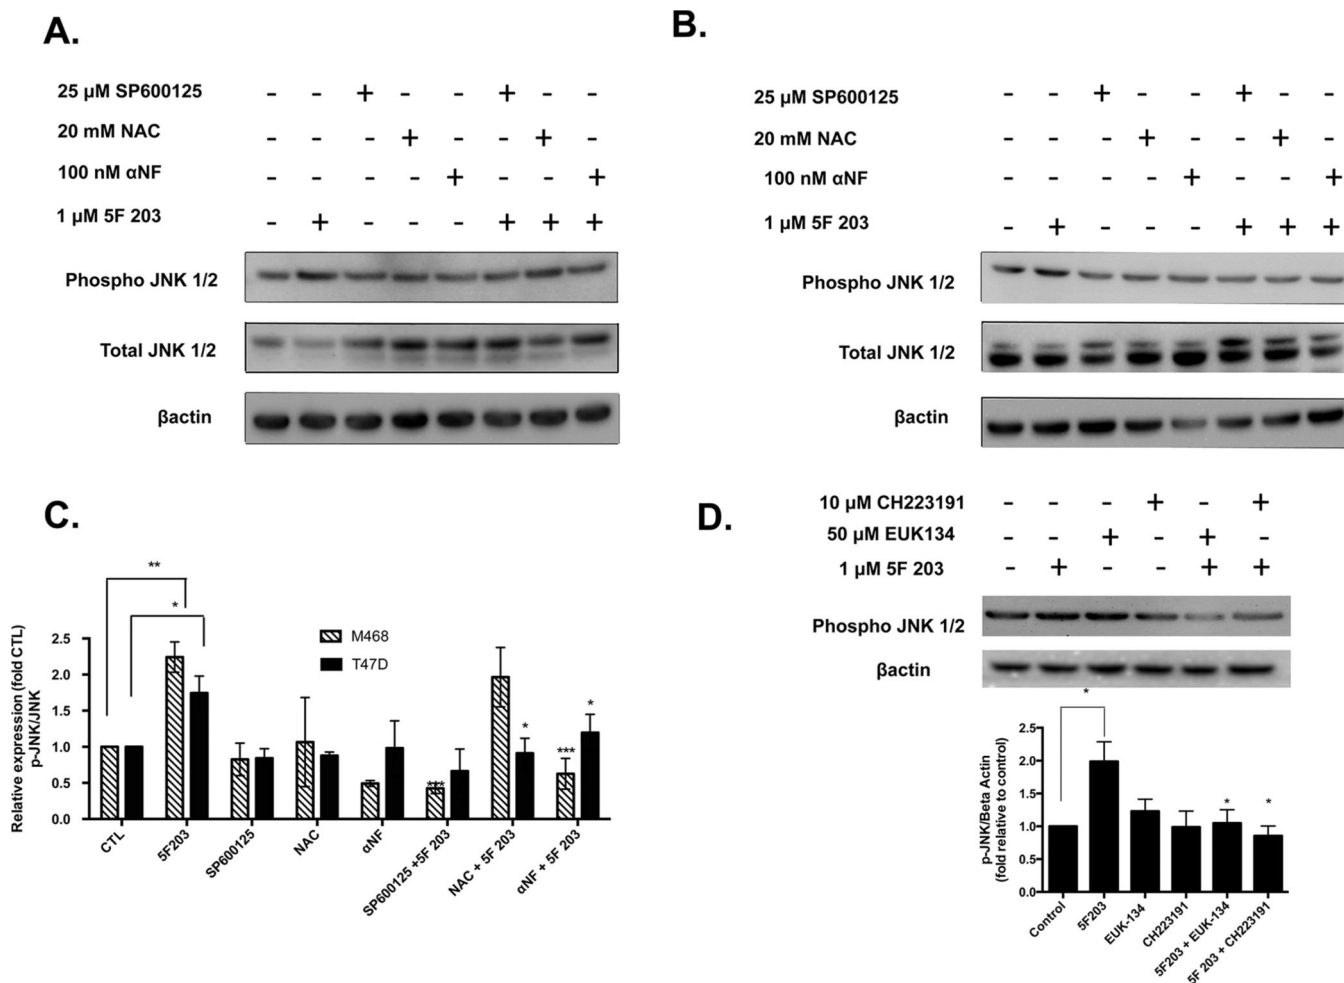 A.
25 µM SP600125 - - + - - + - -
20 mM NAC - - - + - - + -
100 nM αNF - - - - + - - +
1 µM 5F 203 - + - - - + + +
Phospho JNK 1/2
Total JNK 1/2
βactin
B.
25 µM SP600125 - - + - - + - -
20 mM NAC - - - + - - + -
100 nM αNF - - - - + - - +
1 µM 5F 203 - + - - - + + +
Phospho JNK 1/2
Total JNK 1/2
βactin
C.
Relative expression (fold CTL)
p-JNK/JNK
**
*
2.5
2.0
1.5
1.0
0.5
0.0
M468
T47D
***
*
***
*
CTL
5F203
SP600125
NAC
αNF
SP600125 +5F 203
NAC + 5F 203
αNF + 5F 203
D.
10 µM CH223191 - - - + - +
50 µM EUK134 - - + - + -
1 µM 5F 203 - + - - + +
Phospho JNK 1/2
βactin
p-JNK/Beta Actin
(fold relative to control)
*
2.5
2.0
1.5
1.0
0.5
0.0
*
*
Control
5F203
EUK-134
CH223191
5F203 + EUK-134
5F 203 + CH223191